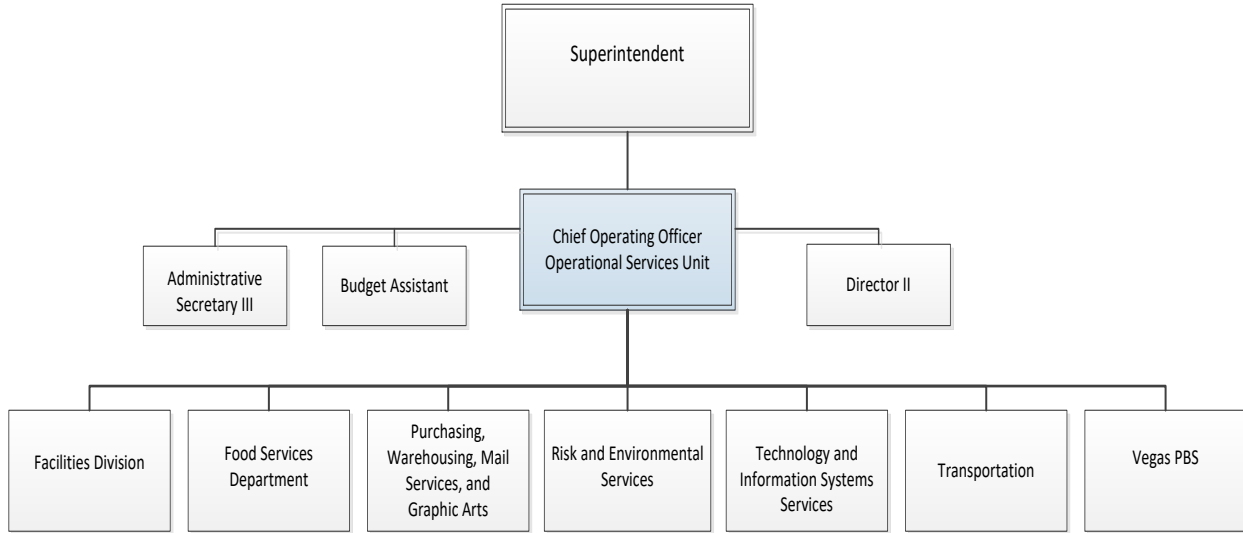 Superintendent
Chief Operating Officer
Operational Services Unit
Administrative
Secretary III
Budget Assistant
Director II
Facilities Division
Food Services
Department
Purchasing,
Warehousing, Mail
Services, and
Graphic Arts
Risk and Environmental
Services
Technology and
Information Systems
Services
Transportation
Vegas PBS